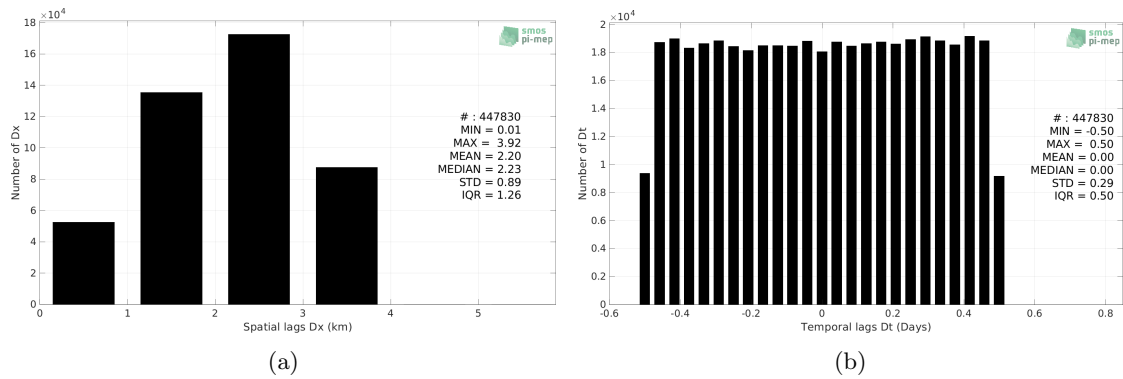 ×10⁴
18
16
14
12
10
8
6
4
2
0
Number of Dx
0 1 2 3 4 5
Spatial lags Dx (km)
smos
pi-mep
# : 447830
MIN = 0.01
MAX = 3.92
MEAN = 2.20
MEDIAN = 2.23
STD = 0.89
IQR = 1.26
(a)
×10⁴
2
1.8
1.6
1.4
1.2
1
0.8
0.6
0.4
0.2
0
Number of Dt
-0.6 -0.4 -0.2 0 0.2 0.4 0.6 0.8
Temporal lags Dt (Days)
smos
pi-mep
# : 447830
MIN = -0.50
MAX = 0.50
MEAN = 0.00
MEDIAN = 0.00
STD = 0.29
IQR = 0.50
(b)